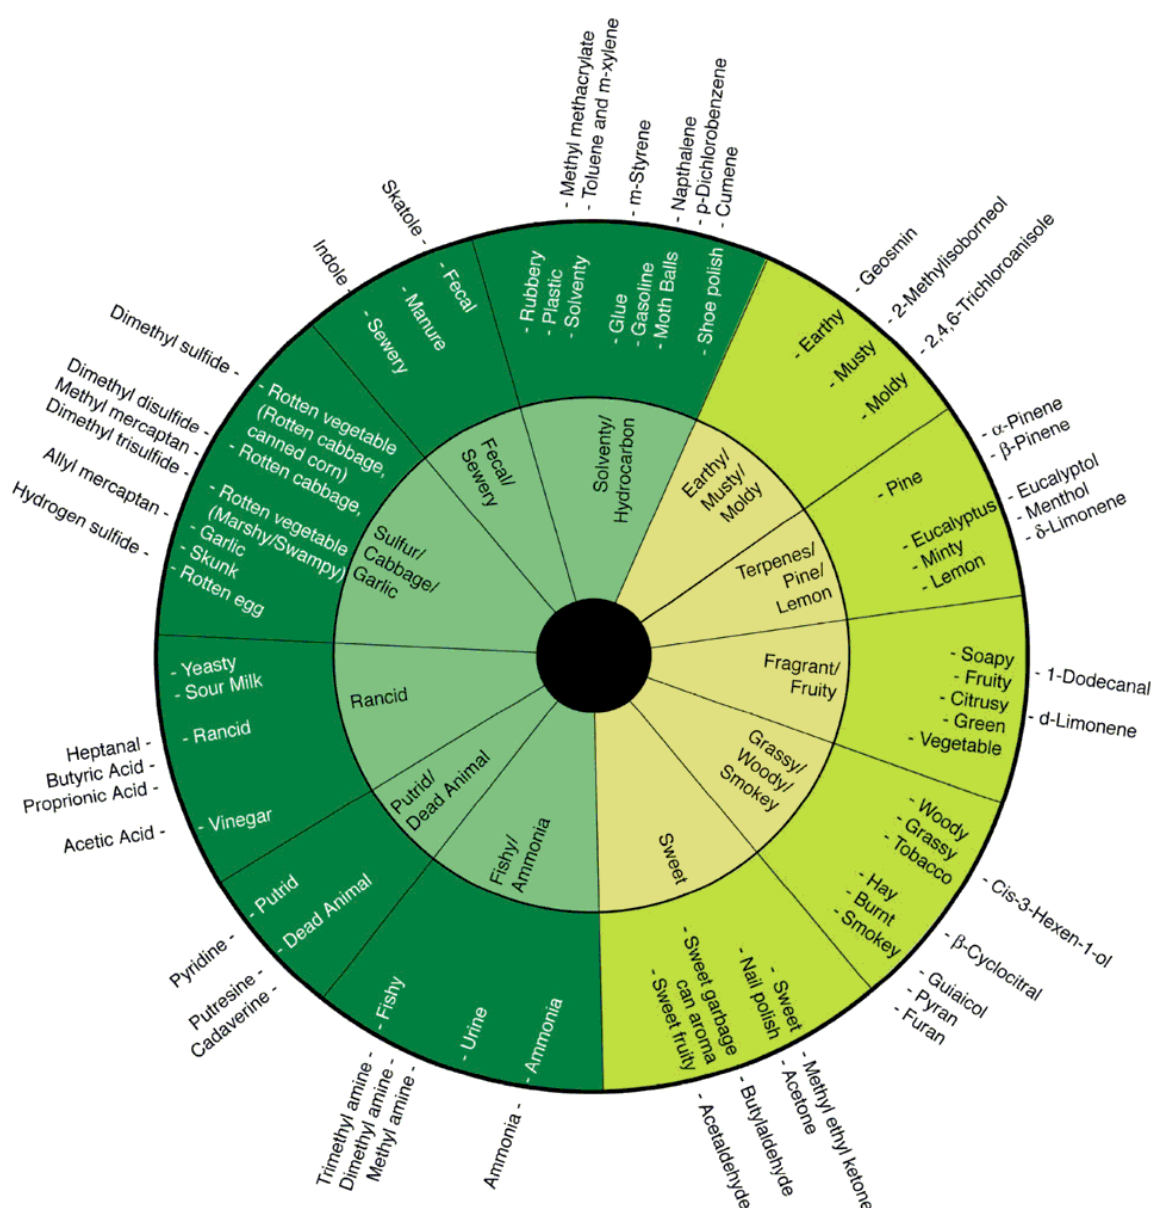 - Methyl methacrylate
- Toluene and m-xylene
- m-Styrene
- Napthalene
- p-Dichlorobenzene
- Cumene
- Rubbery
- Plastic
- Solventy
- Glue
- Gasoline
- Moth Balls
- Shoe polish
Solventy/
Hydrocarbon
- Geosmin
- 2-Methylisoborneol
- 2,4,6-Trichloroanisole
- Earthy
- Musty
- Moldy
Earthy/
Musty/
Moldy
- α-Pinene
- β-Pinene
- Eucalyptol
- Menthol
- δ-Limonene
- Pine
- Eucalyptus
- Minty
- Lemon
Terpenes/
Pine/
Lemon
- 1-Dodecanal
- d-Limonene
- Soapy
- Fruity
- Citrusy
- Green
- Vegetable
Fragrant/
Fruity
- Cis-3-Hexen-1-ol
- β-Cyclocitral
- Guiaicol
- Pyran
- Furan
- Woody
- Grassy
- Tobacco
- Hay
- Burnt
- Smokey
Grassy/
Woody/
Smokey
- Methyl ethyl ketone
- Acetone
- Butylaldehyde
- Acetaldehyde
- Sweet
- Nail polish
- Sweet garbage
can aroma
- Sweet fruity
Sweet
Ammonia -
Methyl amine -
Dimethyl amine -
Trimethyl amine -
- Ammonia
- Urine
- Fishy
Fishy/
Ammonia
Pyridine -
Putresine -
Cadaverine -
- Putrid
- Dead Animal
Putrid/
Dead Animal
Heptanal -
Butyric Acid -
Proprionic Acid -
Acetic Acid -
- Yeasty
- Sour Milk
- Rancid
- Vinegar
Rancid
Dimethyl sulfide -
Dimethyl disulfide -
Methyl mercaptan -
Dimethyl trisulfide -
Allyl mercaptan -
Hydrogen sulfide -
- Rotten vegetable
(Rotten cabbage,
canned corn)
- Rotten cabbage,
- Rotten vegetable
(Marshy/Swampy)
- Garlic
- Skunk
- Rotten egg
Sulfur/
Cabbage/
Garlic
Skatole -
Indole -
- Fecal
- Manure
- Sewery
Fecal/
Sewery